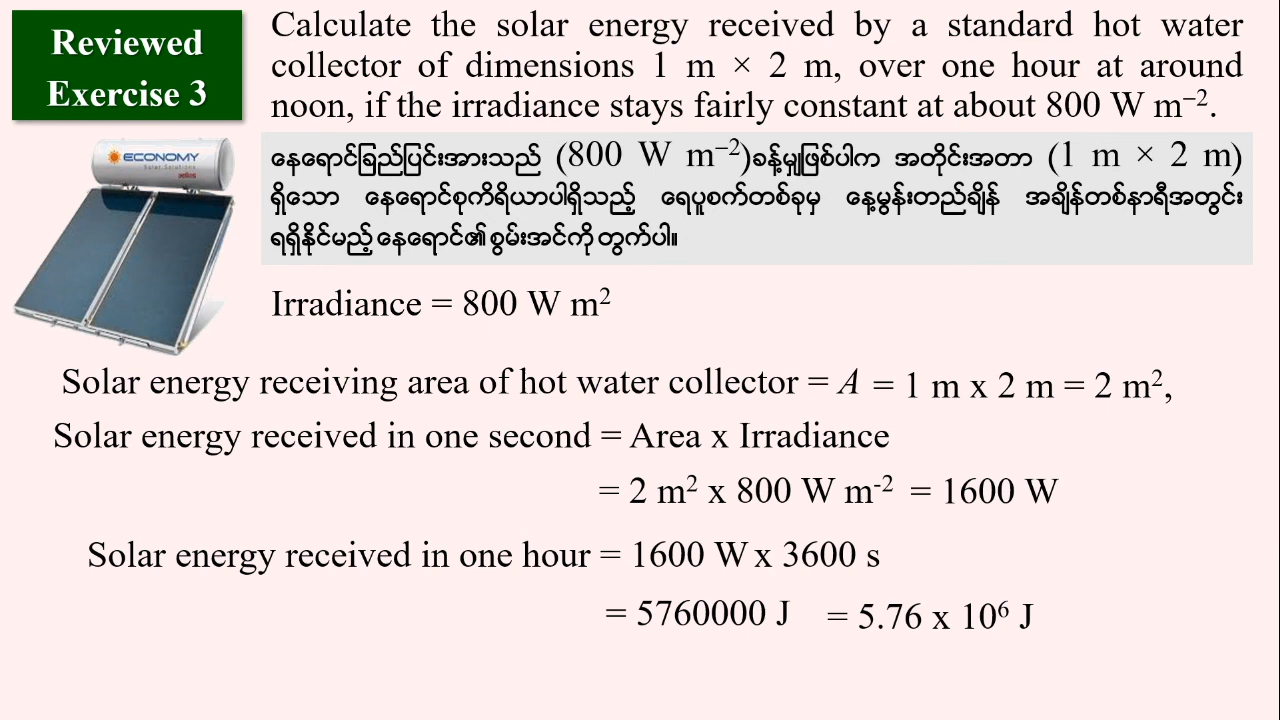 Reviewed
Exercise 3
Calculate the solar energy received by a standard hot water
collector of dimensions 1 m × 2 m, over one hour at around
noon, if the irradiance stays fairly constant at about 800 W m⁻².
ECONOMY
Solar Solutions
နေရောင်ခြည်ပြင်းအားသည် (800 W m⁻²)ခန့်မျှဖြစ်ပါက အတိုင်းအတာ (1 m × 2 m)
ရှိသော နေရောင်စုကိရိယာပါရှိသည့် ရေပူစက်တစ်ခုမှ နေ့မွန်းတည်ချိန် အချိန်တစ်နာရီအတွင်း
ရရှိနိုင်မည့်နေရောင်၏စွမ်းအင်ကိုတွက်ပါ။
Irradiance = 800 W m²
Solar energy receiving area of hot water collector = A = 1 m x 2 m = 2 m²,
Solar energy received in one second = Area x Irradiance
= 2 m² x 800 W m⁻² = 1600 W
Solar energy received in one hour = 1600 W x 3600 s
= 5760000 J = 5.76 x 10⁶ J